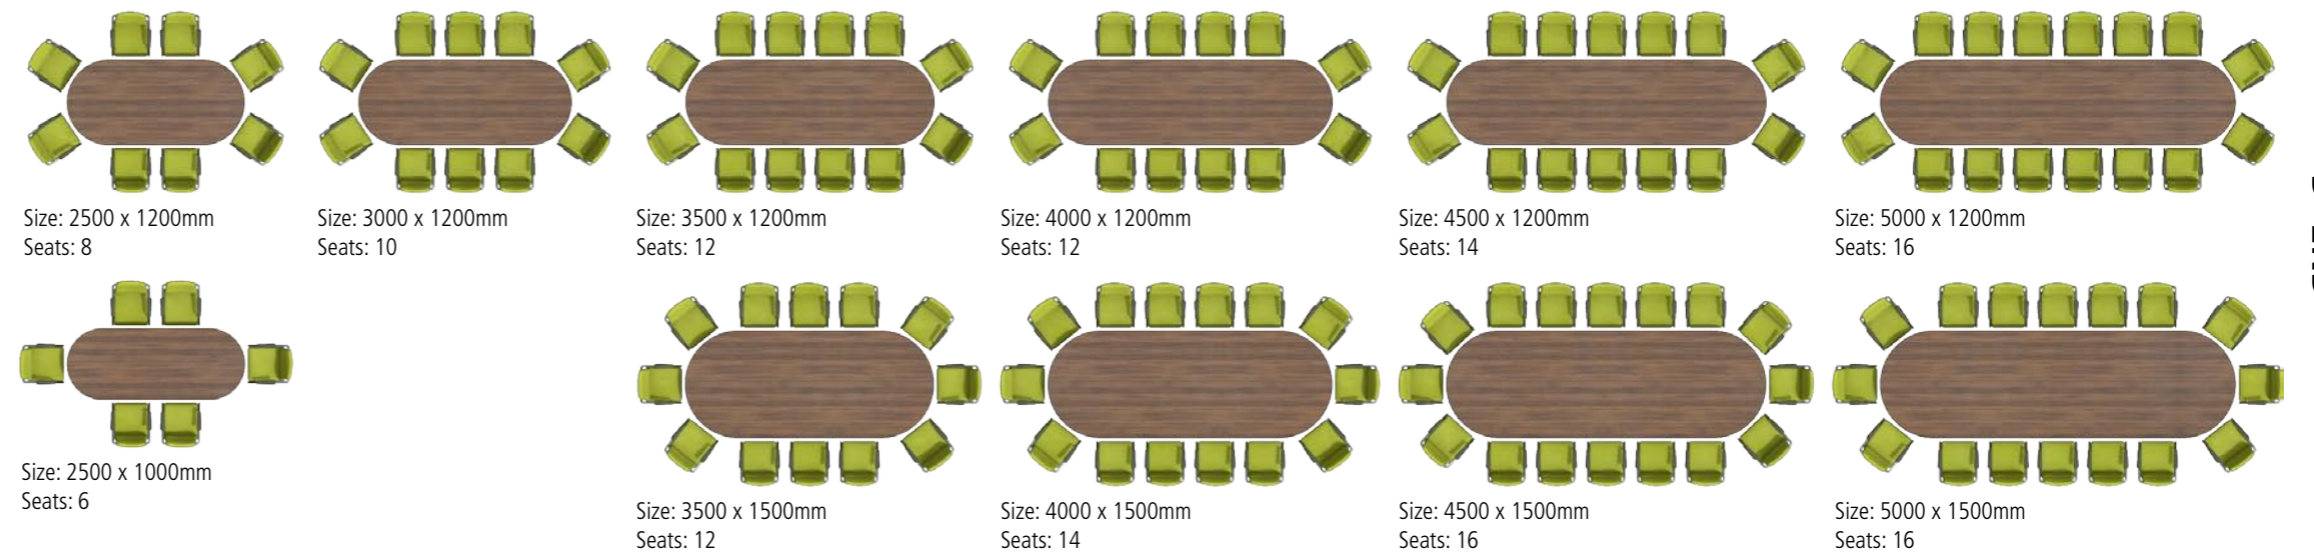 Size: 2500 x 1200mm
Seats: 8
Size: 3000 x 1200mm
Seats: 10
Size: 3500 x 1200mm
Seats: 12
Size: 4000 x 1200mm
Seats: 12
Size: 4500 x 1200mm
Seats: 14
Size: 5000 x 1200mm
Seats: 16
Size: 2500 x 1000mm
Seats: 6
Size: 3500 x 1500mm
Seats: 12
Size: 4000 x 1500mm
Seats: 14
Size: 4500 x 1500mm
Seats: 16
Size: 5000 x 1500mm
Seats: 16